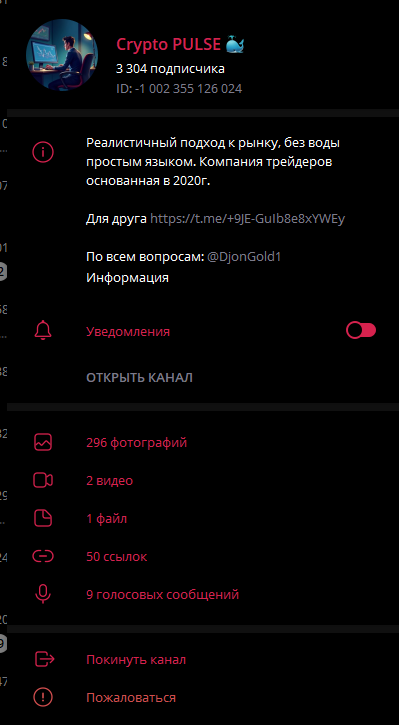 Crypto PULSE 🐳
3 304 подписчика
ID: -1 002 355 126 024
Реалистичный подход к рынку, без воды
простым языком. Компания трейдеров
основанная в 2020г.
Для друга https://t.me/+9JE-GuIb8e8xYWEy
По всем вопросам: @DjonGold1
Информация
Уведомления
ОТКРЫТЬ КАНАЛ
296 фотографий
2 видео
1 файл
50 ссылок
9 голосовых сообщений
Покинуть канал
Пожаловаться